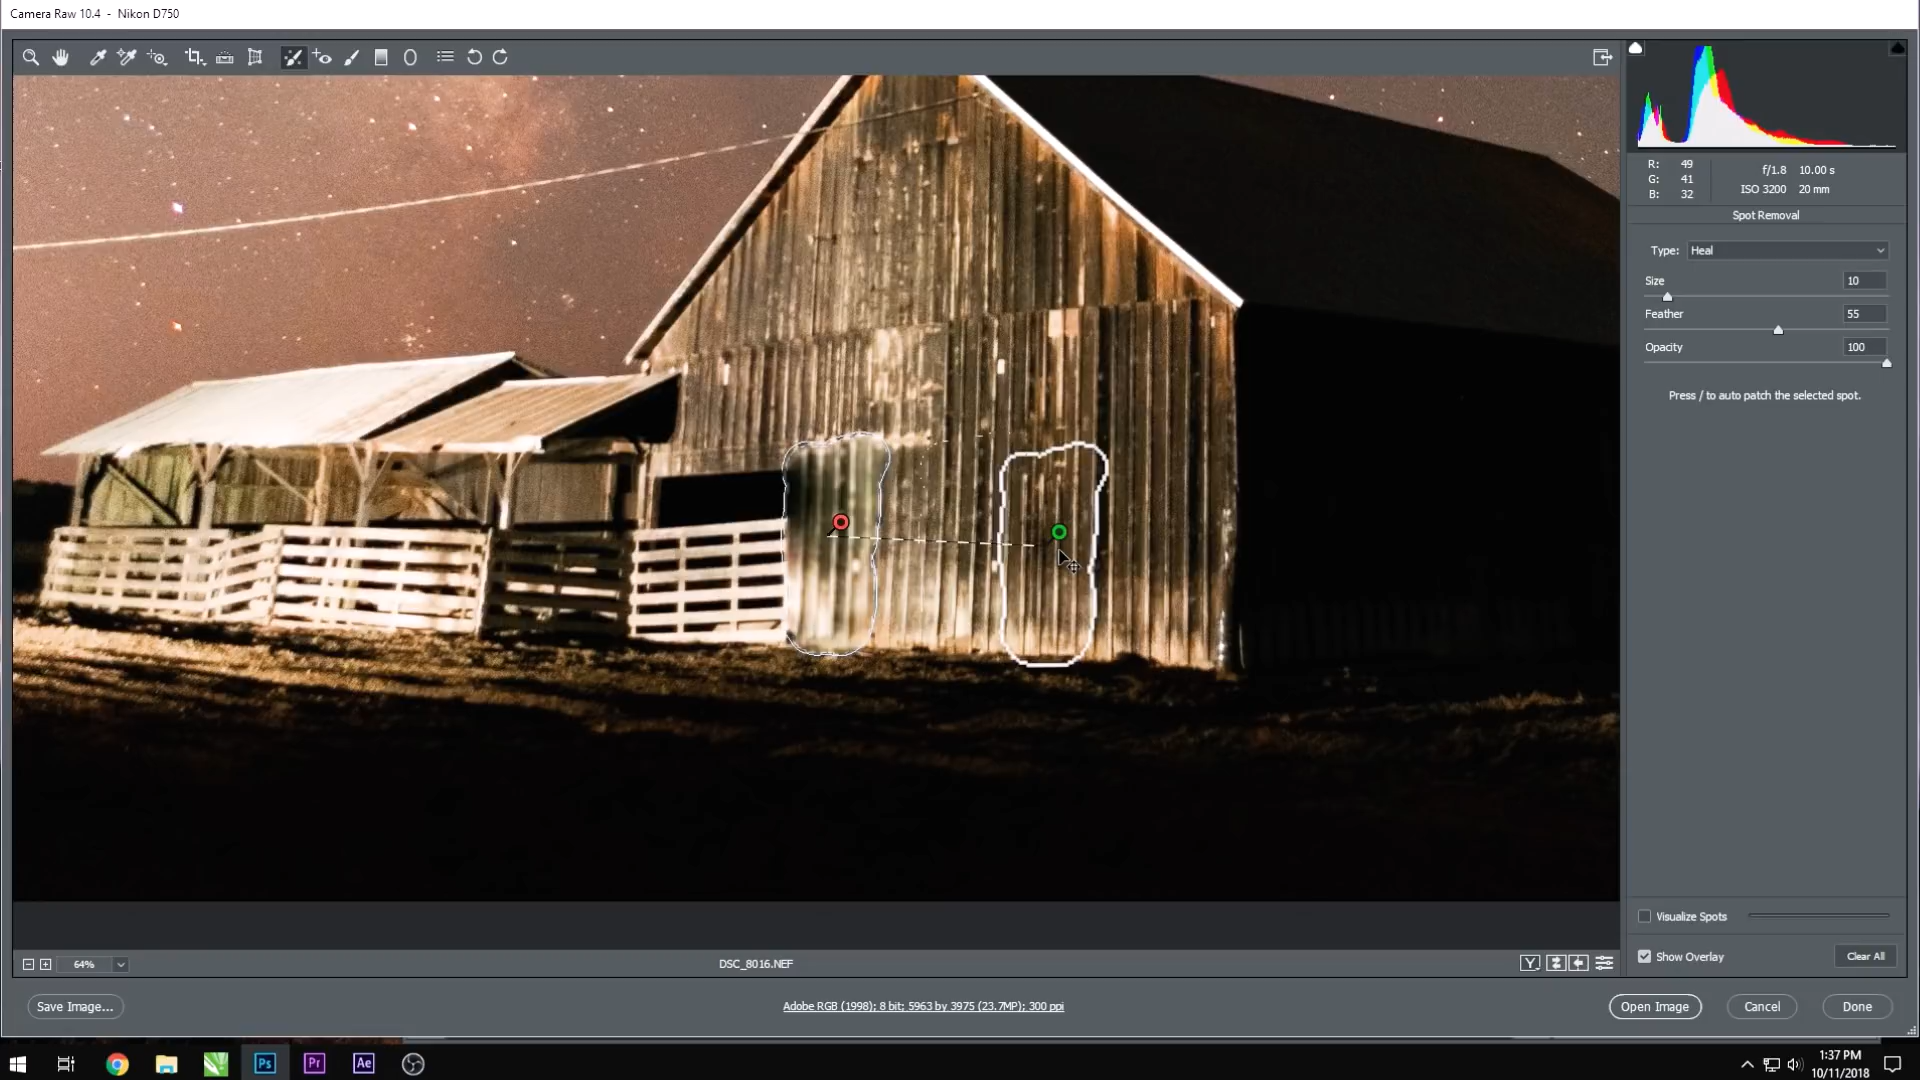 Camera Raw 10.4 - Nikon D750
R: 49
G: 41
B: 32
f/1.8 10.00 s
ISO 3200 20 mm
Spot Removal
Type: Heal
Size 10
Feather 55
Opacity 100
Press / to auto patch the selected spot.
Visualize Spots
Show Overlay
Clear All
64%
DSC_8016.NEF
Y
Save Image...
Adobe RGB (1998); 8 bit; 5963 by 3975 (23.7MP); 300 ppi
Open Image
Cancel
Done
Ps
Pr
Ae
1:37 PM
10/11/2018